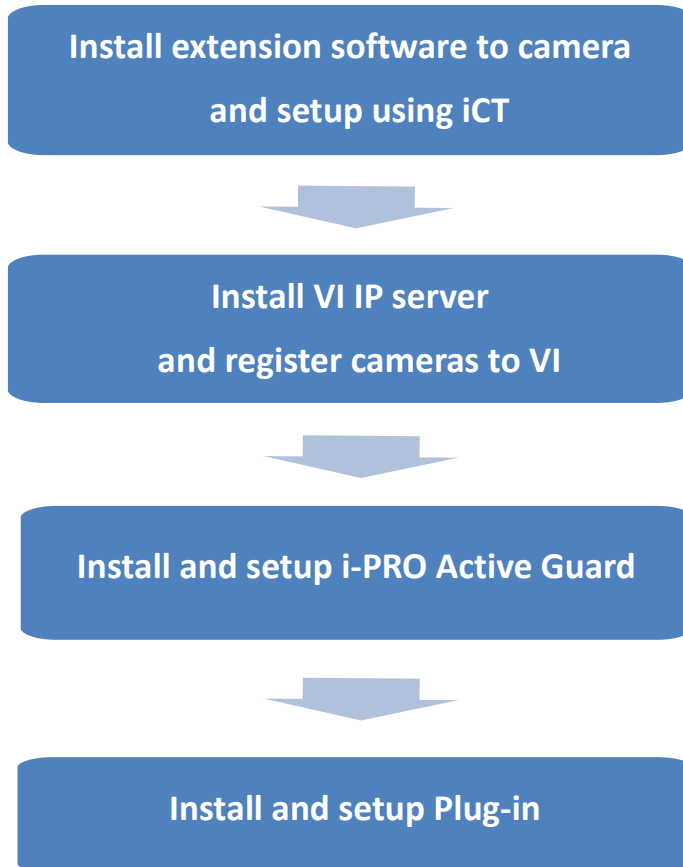 Install extension software to camera
and setup using iCT
Install VI IP server
and register cameras to VI
Install and setup i-PRO Active Guard
Install and setup Plug-in